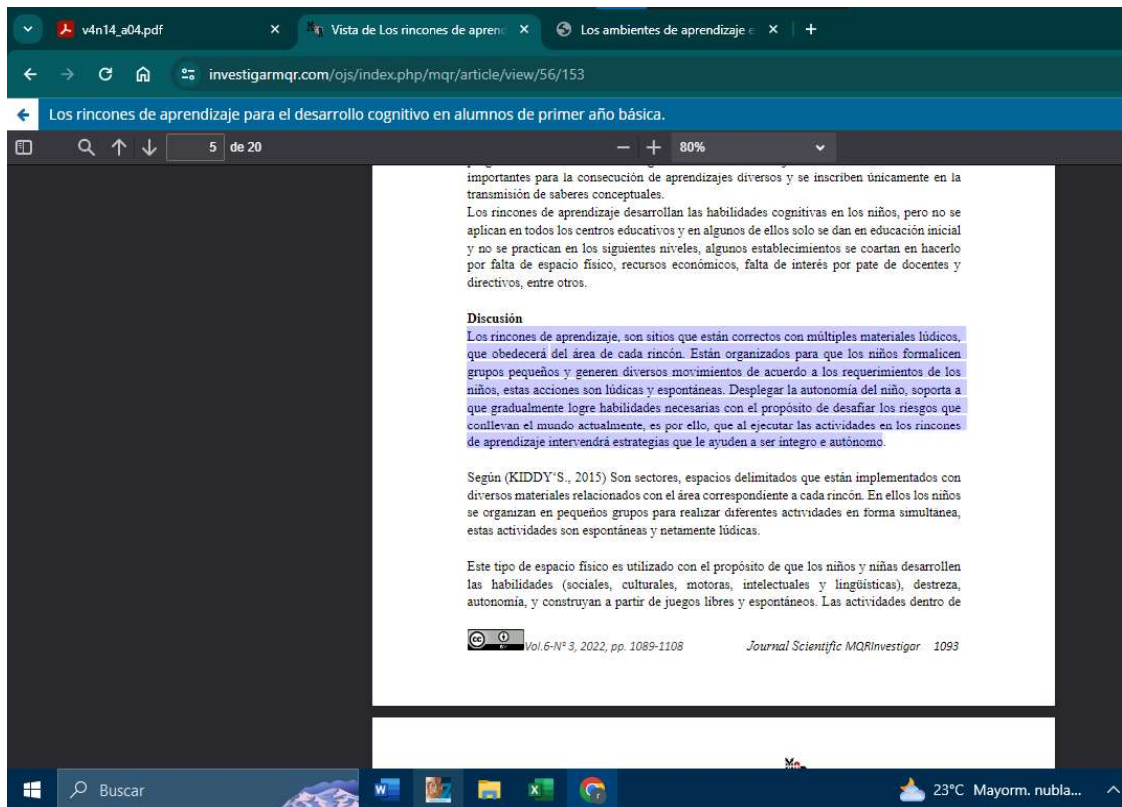 v4n14_a04.pdf
Vista de Los rincones de apren
Los ambientes de aprendizaje e
investigarmqr.com/ojs/index.php/mqr/article/view/56/153
Los rincones de aprendizaje para el desarrollo cognitivo en alumnos de primer año básica.
5 de 20
80%
importantes para la consecución de aprendizajes diversos y se inscriben únicamente en la
transmisión de saberes conceptuales.
Los rincones de aprendizaje desarrollan las habilidades cognitivas en los niños, pero no se
aplican en todos los centros educativos y en algunos de ellos solo se dan en educación inicial
y no se practican en los siguientes niveles, algunos establecimientos se coartan en hacerlo
por falta de espacio físico, recursos económicos, falta de interés por pate de docentes y
directivos, entre otros.
Discusión
Los rincones de aprendizaje, son sitios que están correctos con múltiples materiales lúdicos,
que obedecerá del área de cada rincón. Están organizados para que los niños formalicen
grupos pequeños y generen diversos movimientos de acuerdo a los requerimientos de los
niños, estas acciones son lúdicas y espontáneas. Desplegar la autonomía del niño, soporta a
que gradualmente logre habilidades necesarias con el propósito de desafiar los riesgos que
conllevan el mundo actualmente, es por ello, que al ejecutar las actividades en los rincones
de aprendizaje intervendrá estrategias que le ayuden a ser íntegro e autónomo.
Según (KIDDY'S., 2015) Son sectores, espacios delimitados que están implementados con
diversos materiales relacionados con el área correspondiente a cada rincón. En ellos los niños
se organizan en pequeños grupos para realizar diferentes actividades en forma simultánea,
estas actividades son espontáneas y netamente lúdicas.
Este tipo de espacio físico es utilizado con el propósito de que los niños y niñas desarrollen
las habilidades (sociales, culturales, motoras, intelectuales y lingüísticas), destreza,
autonomía, y construyan a partir de juegos libres y espontáneos. Las actividades dentro de
cc BY Vol.6-N° 3, 2022, pp. 1089-1108 Journal Scientific MQRInvestigar 1093
Buscar
23°C Mayorm. nubla...